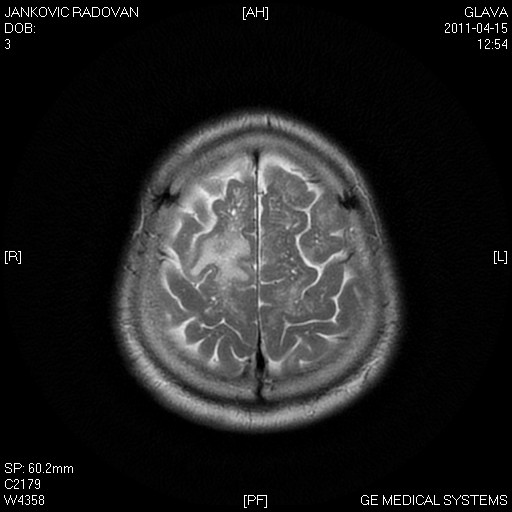 JANKOVIC RADOVAN
DOB:
3
[AH]
GLAVA
2011-04-15
12:54
[R]
[L]
SP: 60.2mm
C2179
W4358
[PF]
GE MEDICAL SYSTEMS